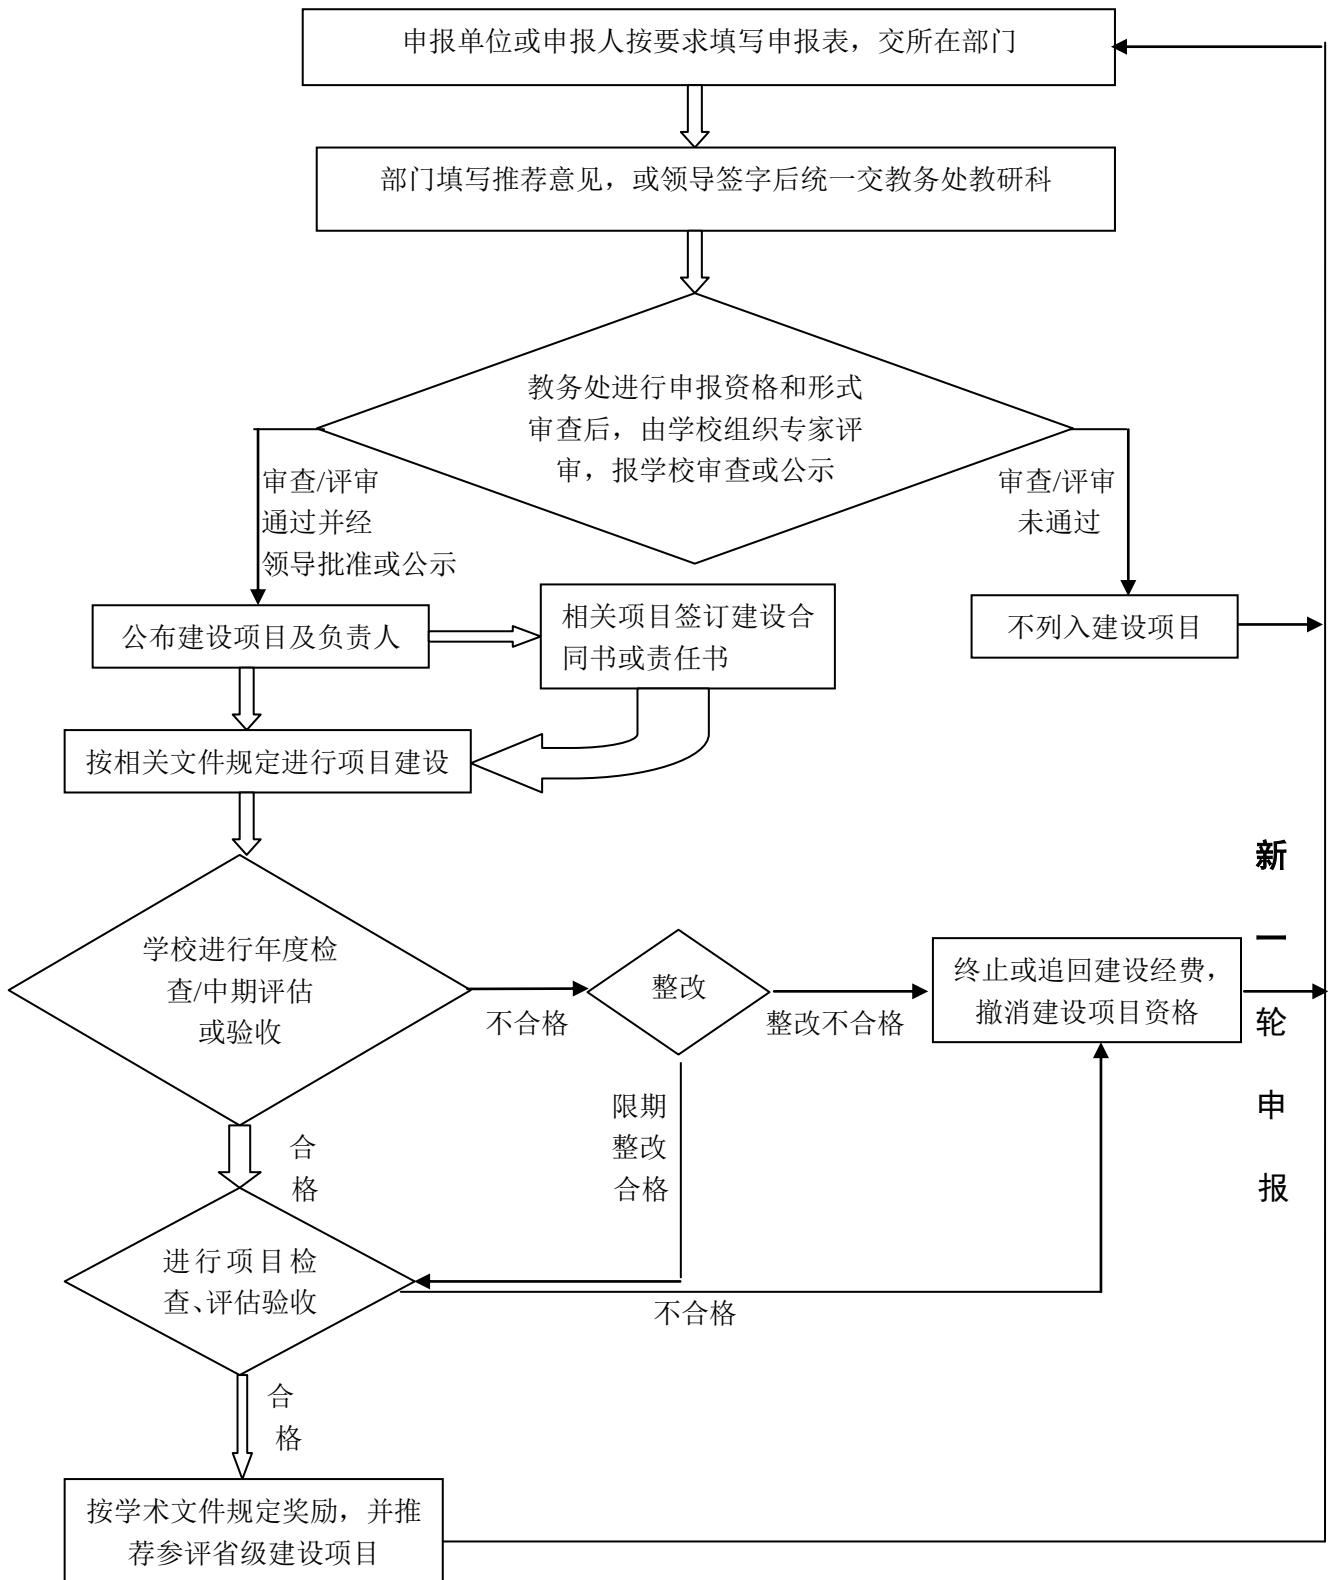 申报单位或申报人按要求填写申报表，交所在部门
部门填写推荐意见，或领导签字后统一交教务处教研科
教务处进行申报资格和形式
审查后，由学校组织专家评
审，报学校审查或公示
审查/评审
通过并经
领导批准或公示
审查/评审
未通过
公布建设项目及负责人
相关项目签订建设合
同书或责任书
不列入建设项目
按相关文件规定进行项目建设
学校进行年度检
查/中期评估
或验收
不合格
整改
整改不合格
终止或追回建设经费，
撤消建设项目资格
新
一
轮
申
报
限期
整改
合格
合
格
进行项目检
查、评估验收
不合格
合
格
按学术文件规定奖励，并推
荐参评省级建设项目